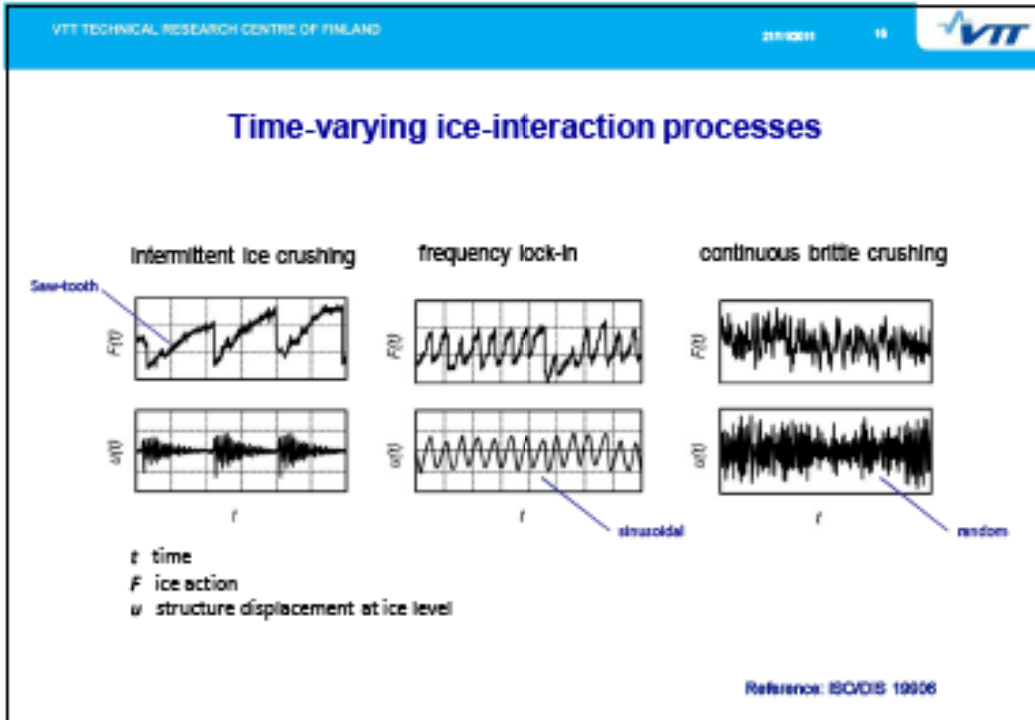 VTT TECHNICAL RESEARCH CENTRE OF FINLAND
VTT
Time-varying ice-interaction processes
intermittent ice crushing
frequency lock-in
continuous brittle crushing
Saw-tooth
F(t)
F(t)
F(t)
u(t)
u(t)
u(t)
t
t
t
sinusoidal
random
t time
F ice action
u structure displacement at ice level
Reference: ISO/DIS 19906